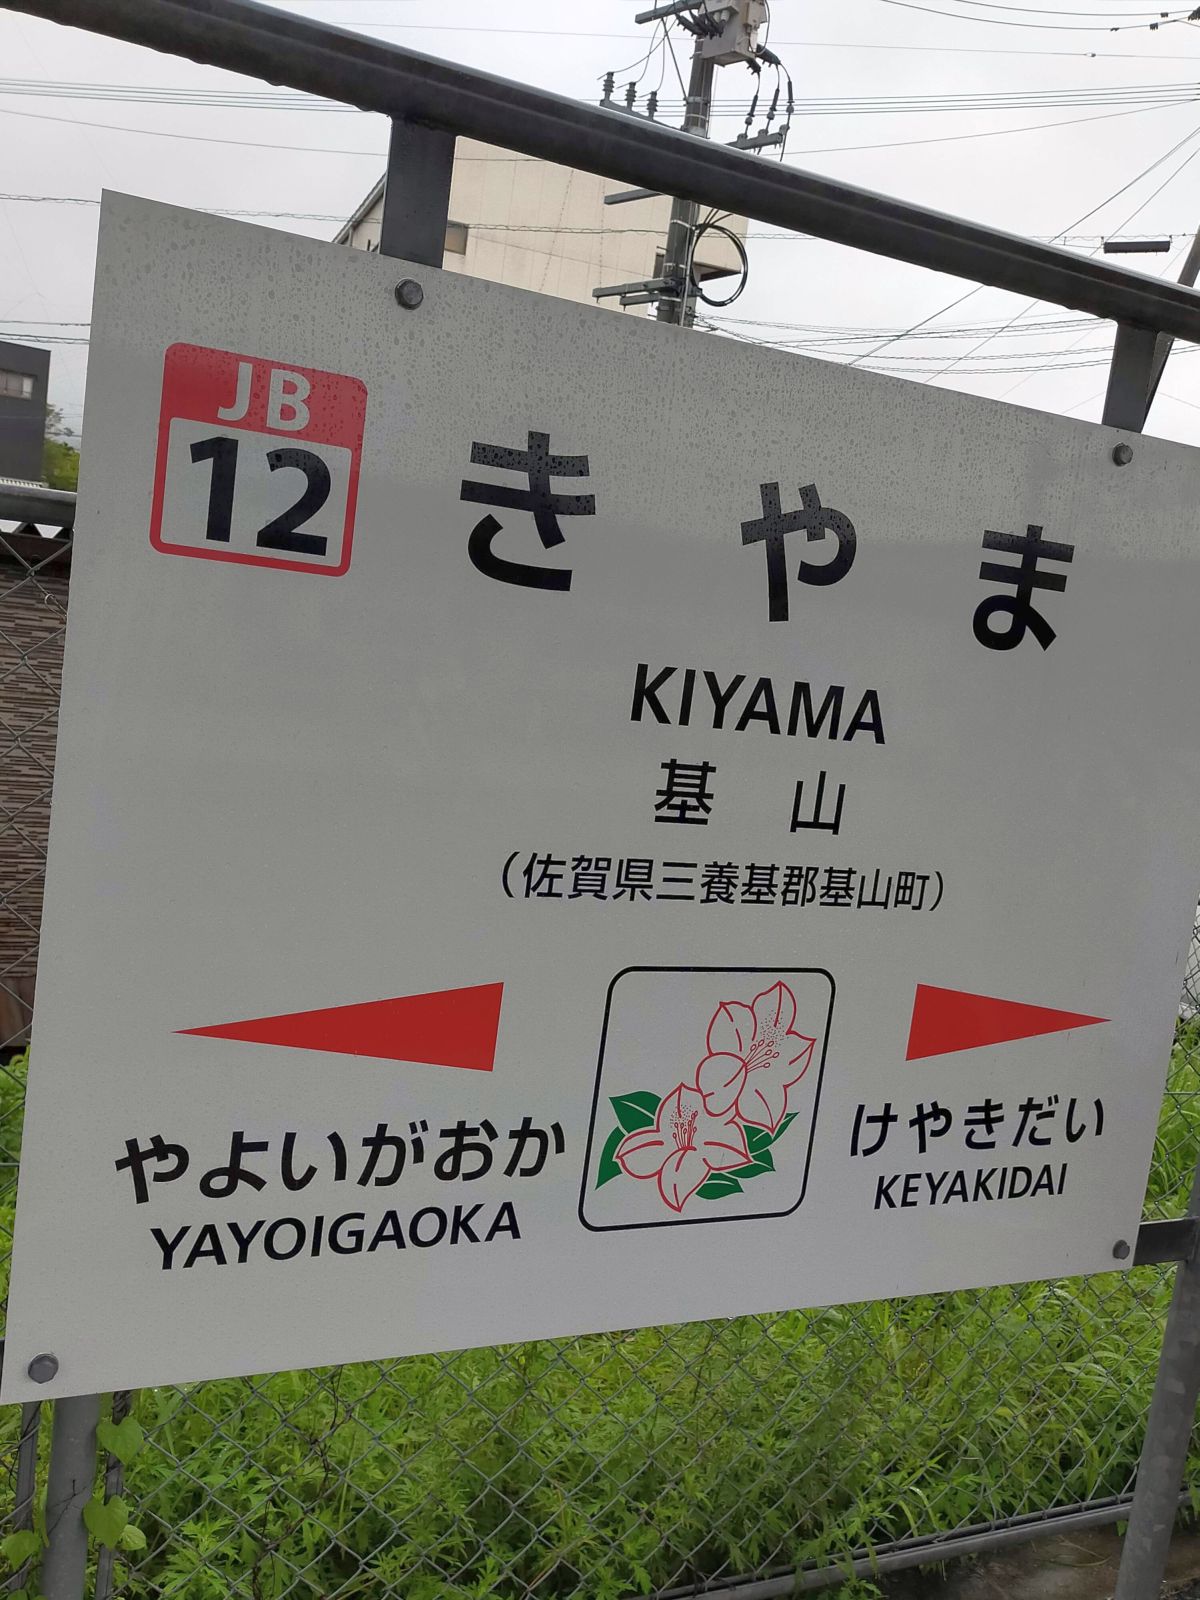 JB
12
きやま
KIYAMA
基山
（佐賀県三養基郡基山町）
やよいがおか
YAYOIGAOKA
けやきだい
KEYAKIDAI